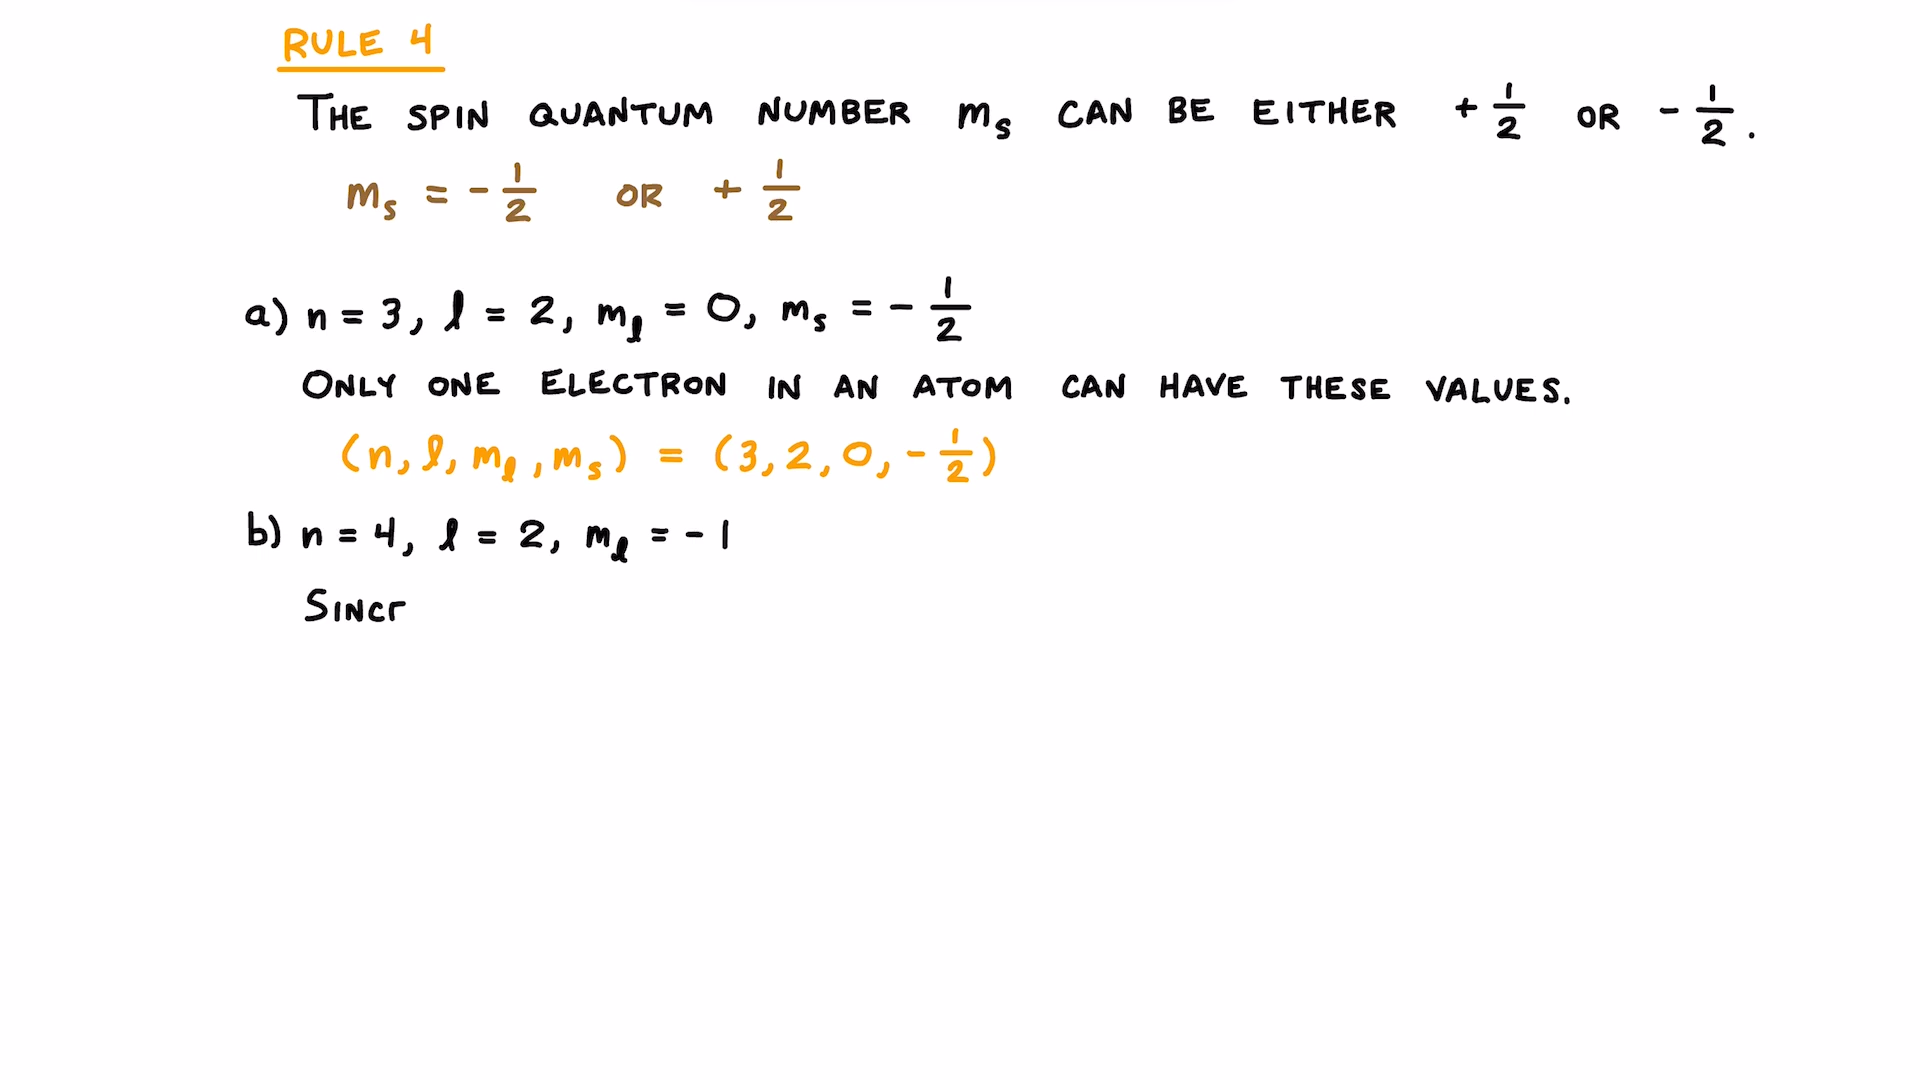 RULE 4
THE SPIN QUANTUM NUMBER mₛ CAN BE EITHER + 1/2 OR - 1/2.
mₛ = - 1/2 OR + 1/2
a) n = 3, l = 2, mₗ = 0, mₛ = - 1/2
ONLY ONE ELECTRON IN AN ATOM CAN HAVE THESE VALUES.
(n, l, mₗ, mₛ) = (3, 2, 0, - 1/2)
b) n = 4, l = 2, mₗ = - 1